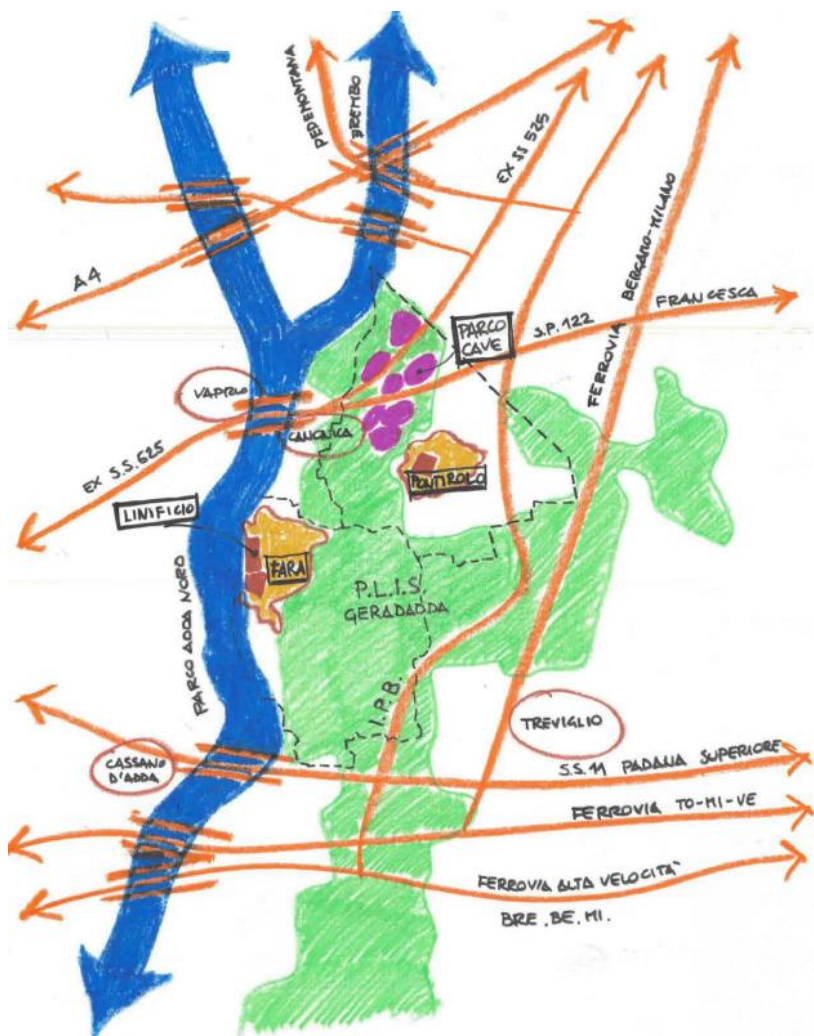 PEDEMONTANA
BREMBO
EX SS 525
A4
FERROVIA BERGAMO-MILANO
PARCO
CAVE
S.P. 122
FRANCESCA
VAPRIO
CANONICA
EX S.S. 625
PONTIROLO
LINIFICIO
FARA
P.L.I.S.
GERADADDA
PARCO ADDA NORD
I.P.B.
TREVIGLIO
CASSANO
D'ADDA
S.S. 11 PADANA SUPERIORE
FERROVIA TO-MI-VE
FERROVIA ALTA VELOCITÀ
BRE.BE.MI.